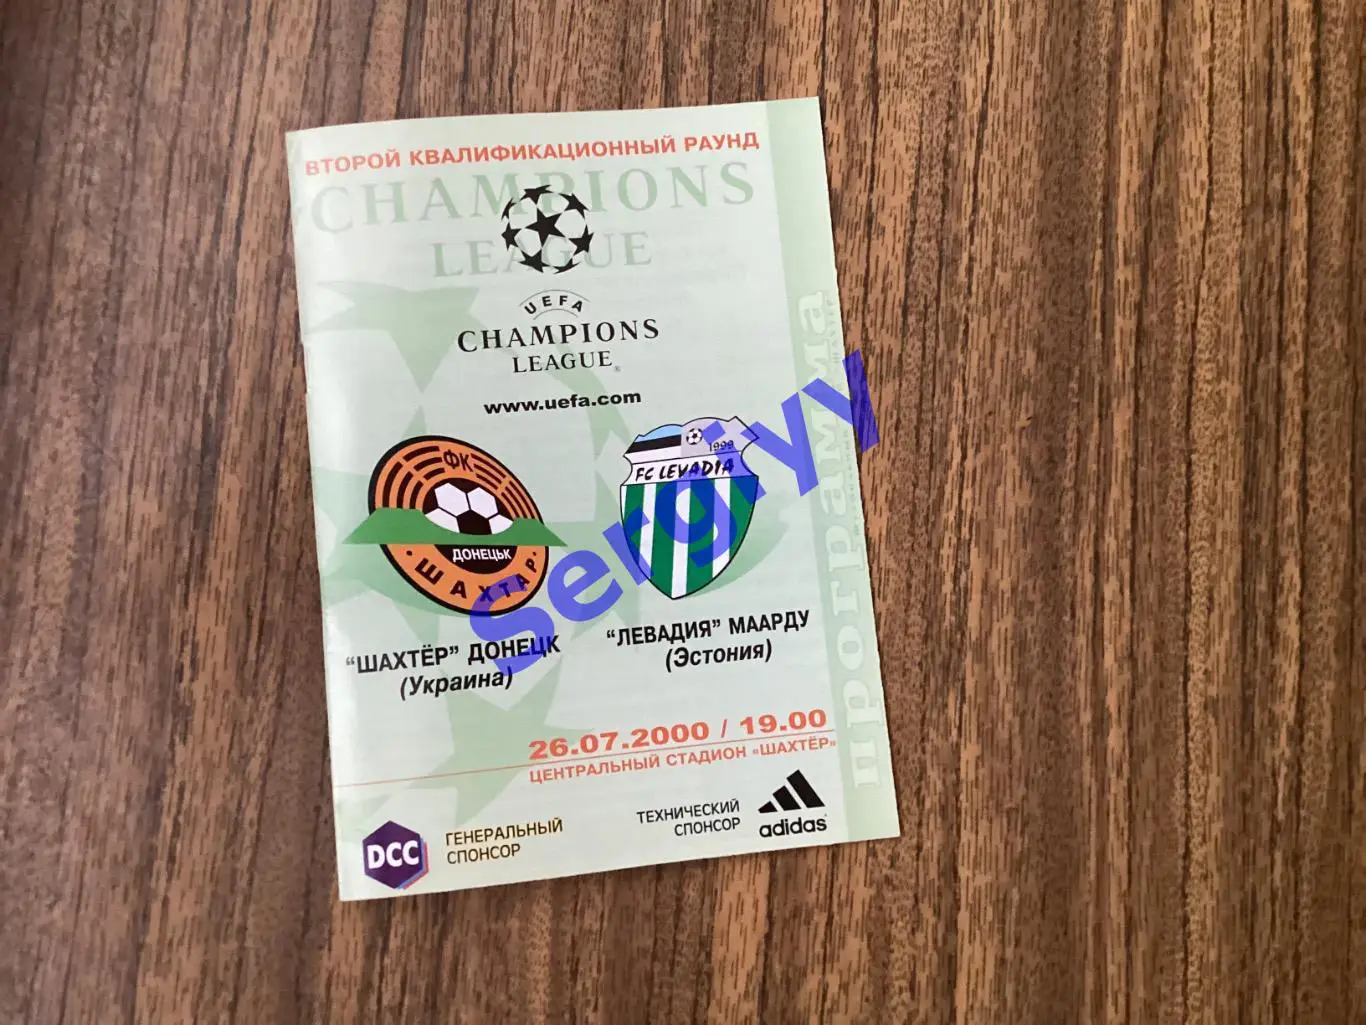 ВТОРОЙ КВАЛИФИКАЦИОННЫЙ РАУНД
CHAMPIONS
LEAGUE
UEFA
CHAMPIONS
LEAGUE
www.uefa.com
ФК
ДОНЕЦЬК
· ШАХТАР ·
1999
FC LEVADIA
"ШАХТЁР" ДОНЕЦК
(Украина)
"ЛЕВАДИЯ" МААРДУ
(Эстония)
26.07.2000 / 19.00
ЦЕНТРАЛЬНЫЙ СТАДИОН «ШАХТЁР»
DCC
ГЕНЕРАЛЬНЫЙ
СПОНСОР
ТЕХНИЧЕСКИЙ
СПОНСОР
adidas
программа
sergiyy